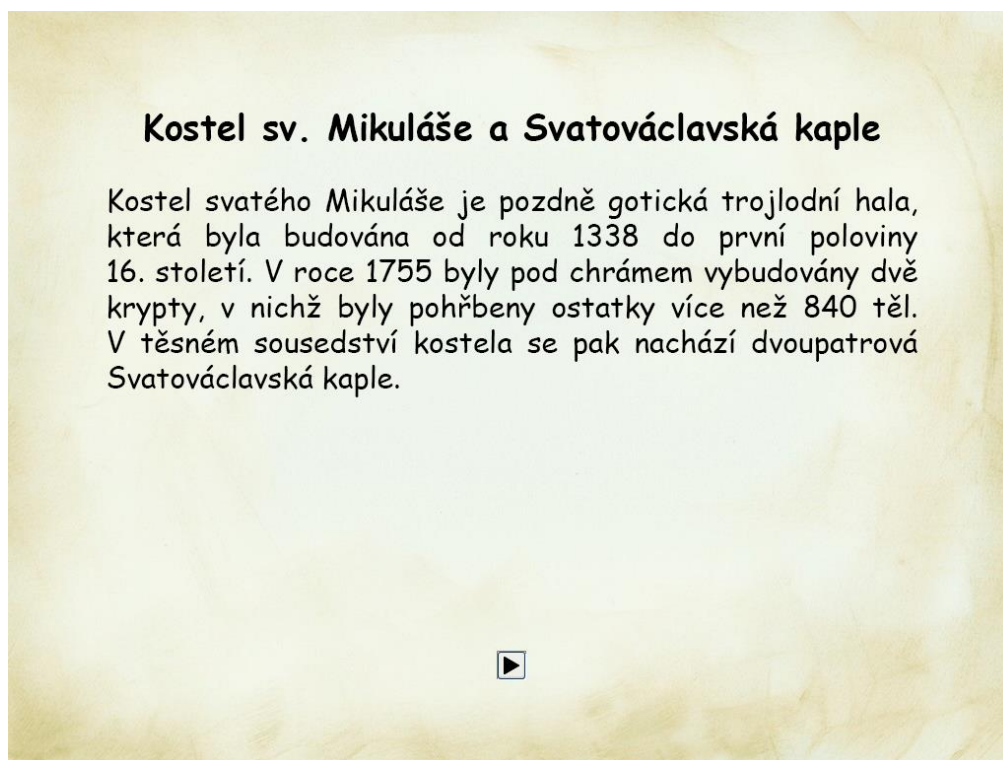 Kostel sv. Mikuláše a Svatováclavská kaple
Kostel svatého Mikuláše je pozdně gotická trojlodní hala,
která byla budována od roku 1338 do první poloviny
16. století. V roce 1755 byly pod chrámem vybudovány dvě
krypty, v nichž byly pohřbeny ostatky více než 840 těl.
V těsném sousedství kostela se pak nachází dvoupatrová
Svatováclavská kaple.